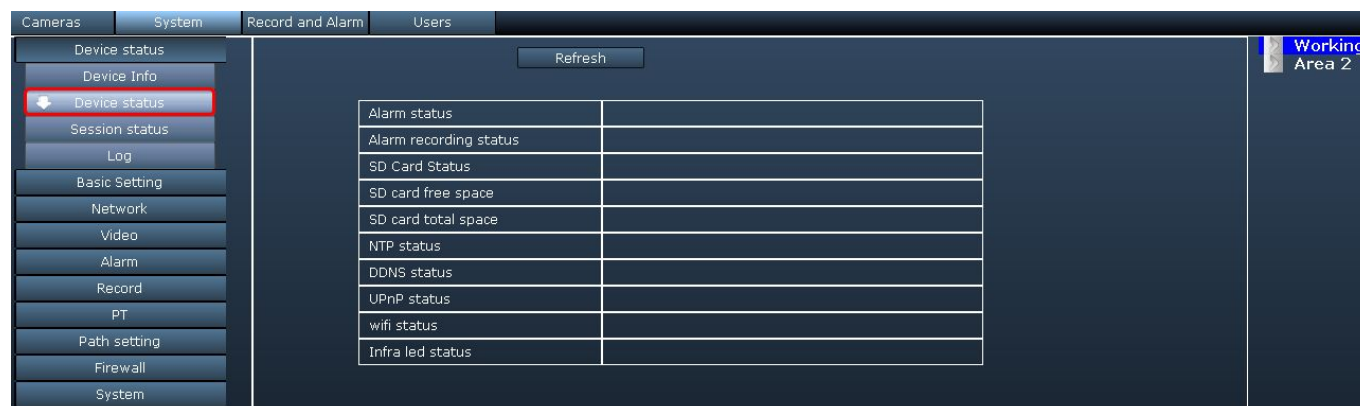 Cameras System Record and Alarm Users
Device status
Device Info
Device status
Session status
Log
Basic Setting
Network
Video
Alarm
Record
PT
Path setting
Firewall
System
Refresh
Alarm status
Alarm recording status
SD Card Status
SD card free space
SD card total space
NTP status
DDNS status
UPnP status
wifi status
Infra led status
Working
Area 2